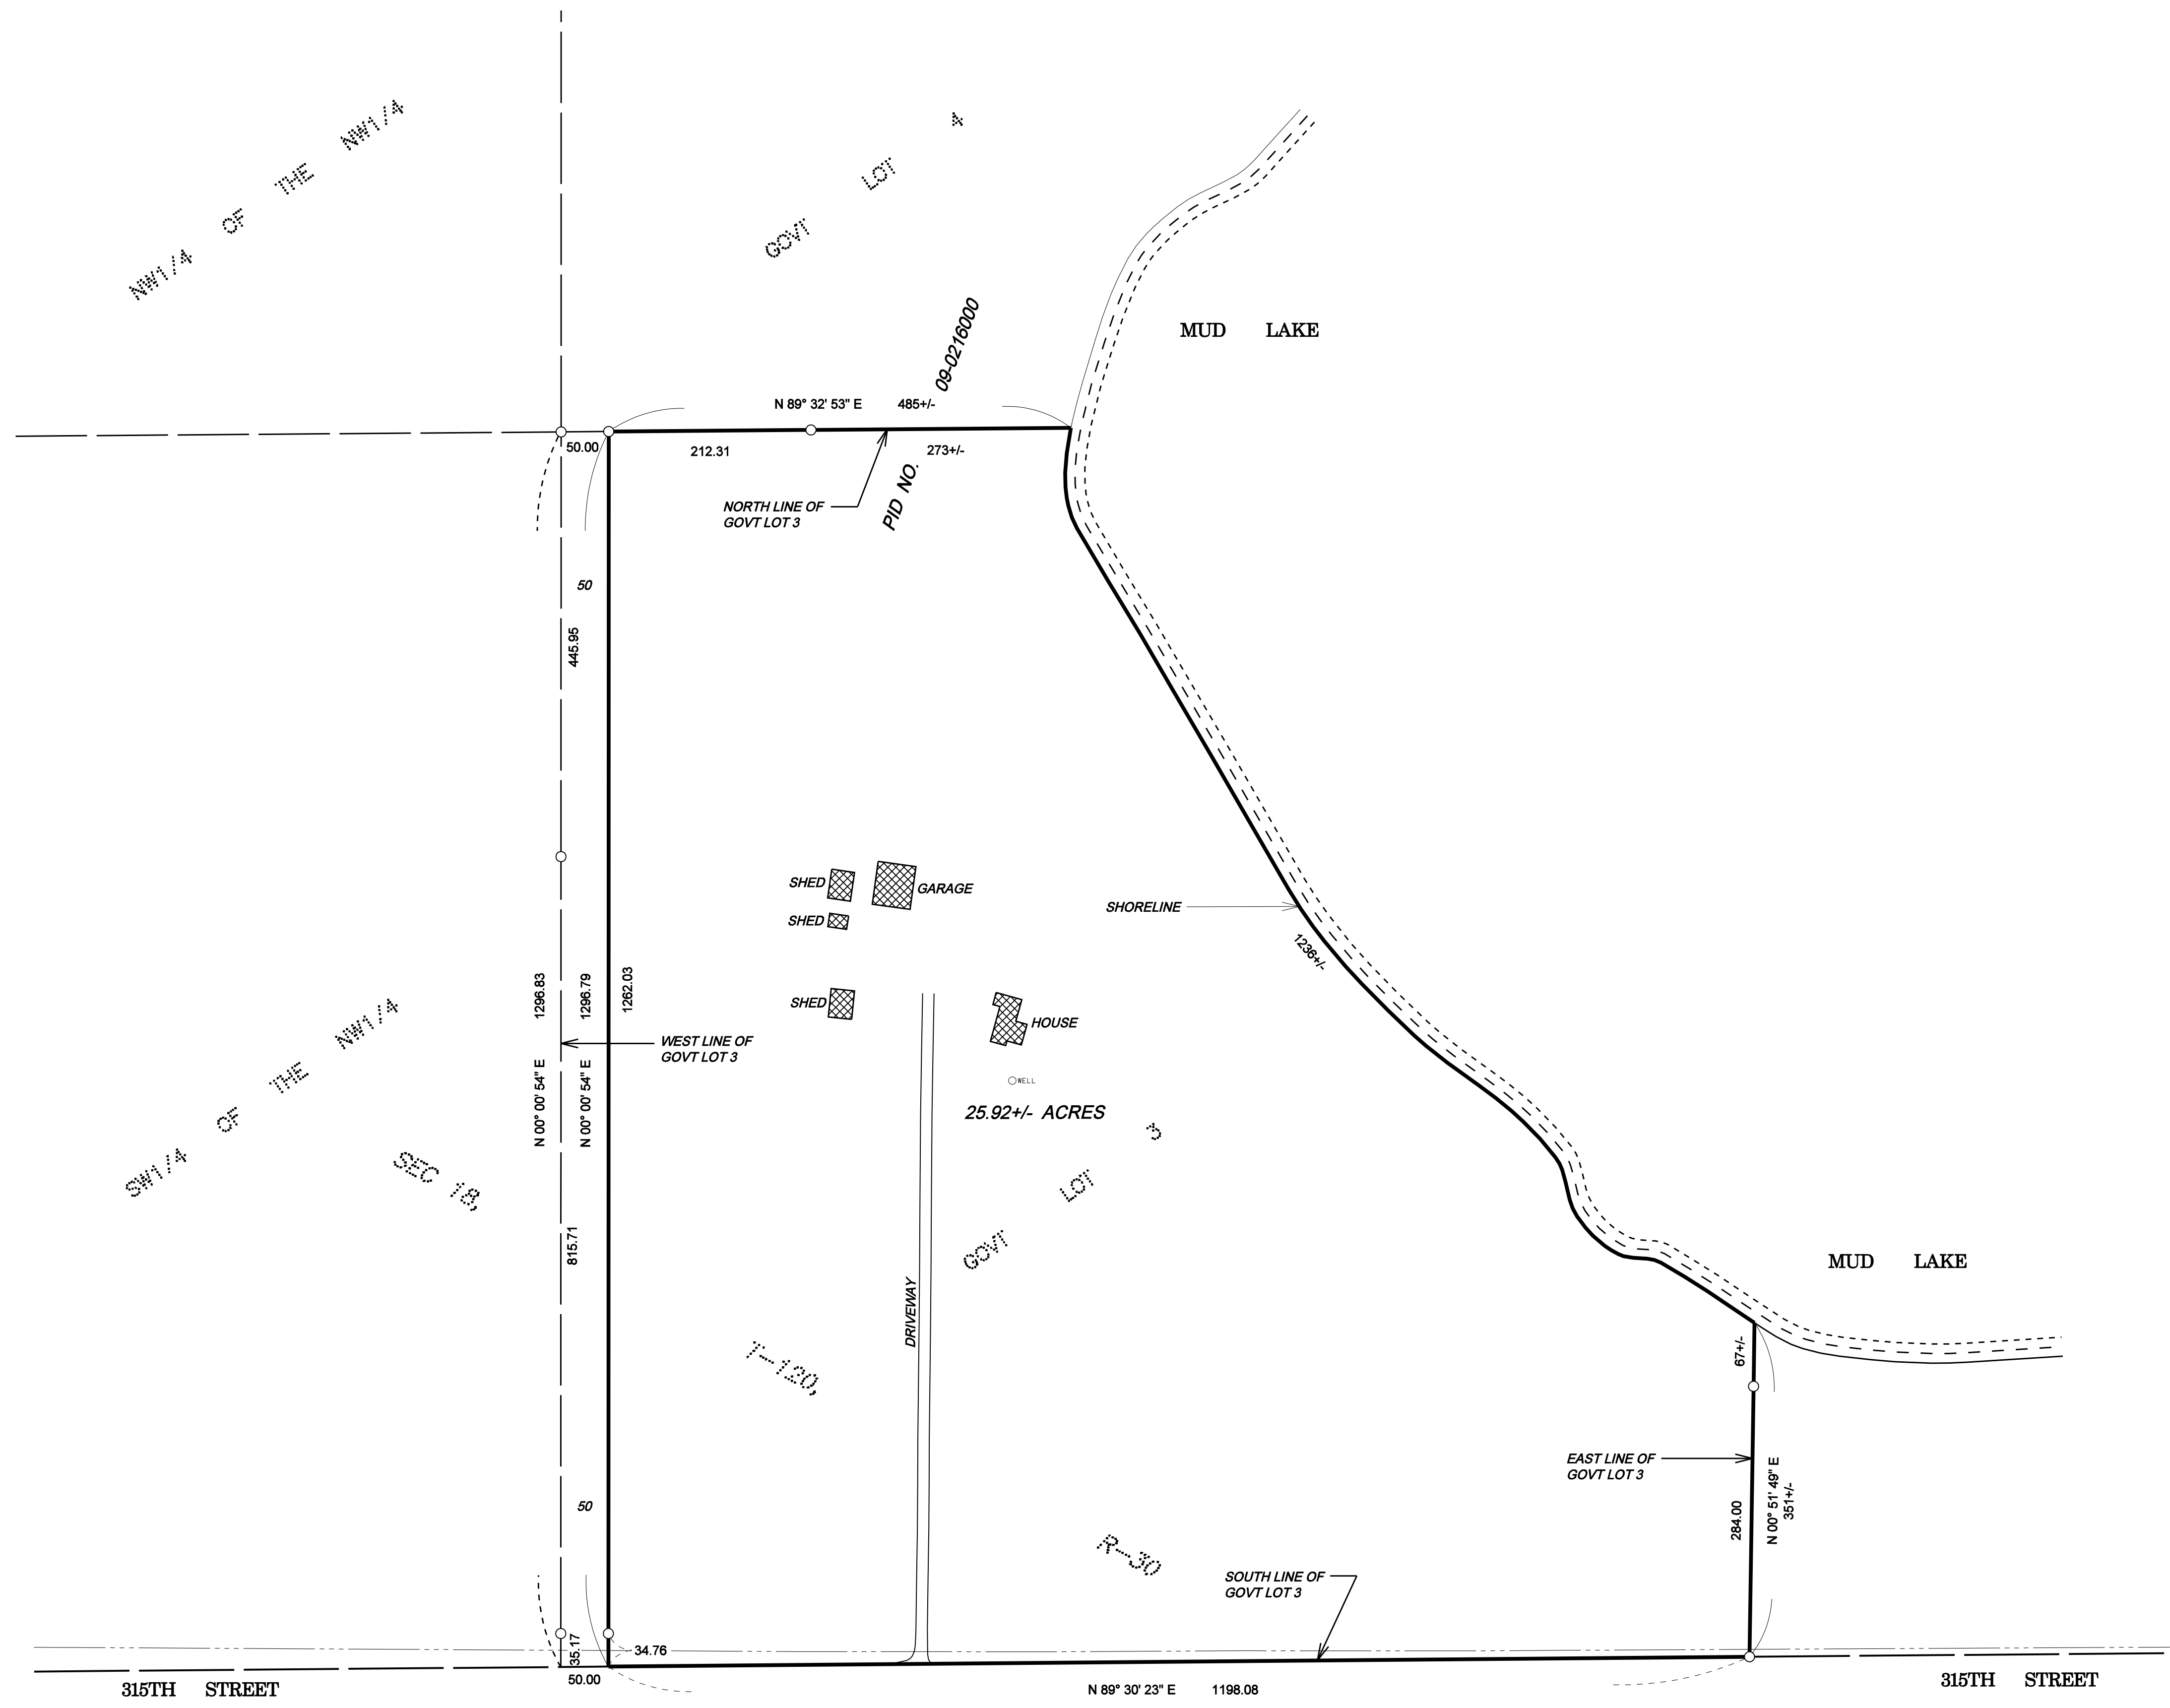 NW1/4 OF THE NW1/4
GOVT LOT 4
MUD LAKE
PID NO. 09-0216000
N 89° 32' 53" E 485+/-
50.00
212.31
273+/-
NORTH LINE OF
GOVT LOT 3
50
445.95
SHED
GARAGE
SHED
SHORELINE
1236+/-
1296.83
1296.79
1262.03
SHED
HOUSE
WEST LINE OF
GOVT LOT 3
N 00° 00' 54" E
N 00° 00' 54" E
WELL
25.92+/- ACRES
SW1/4 OF THE NW1/4
GOVT LOT 3
SEC 18,
815.71
MUD LAKE
DRIVEWAY
T-120,
67+/-
EAST LINE OF
GOVT LOT 3
284.00
N 00° 51' 49" E
351+/-
50
R-30
SOUTH LINE OF
GOVT LOT 3
35.17
34.76
50.00
315TH STREET
N 89° 30' 23" E 1198.08
315TH STREET